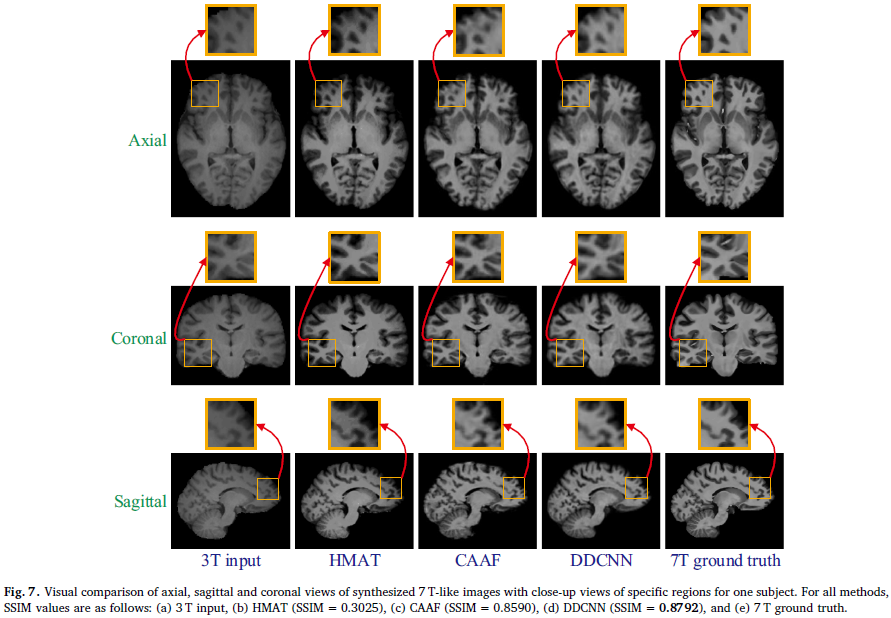 Axial
Coronal
Sagittal
3T input HMAT CAAF DDCNN 7T ground truth
Fig. 7. Visual comparison of axial, sagittal and coronal views of synthesized 7 T-like images with close-up views of specific regions for one subject. For all methods,
SSIM values are as follows: (a) 3 T input, (b) HMAT (SSIM = 0.3025), (c) CAAF (SSIM = 0.8590), (d) DDCNN (SSIM = 0.8792), and (e) 7 T ground truth.